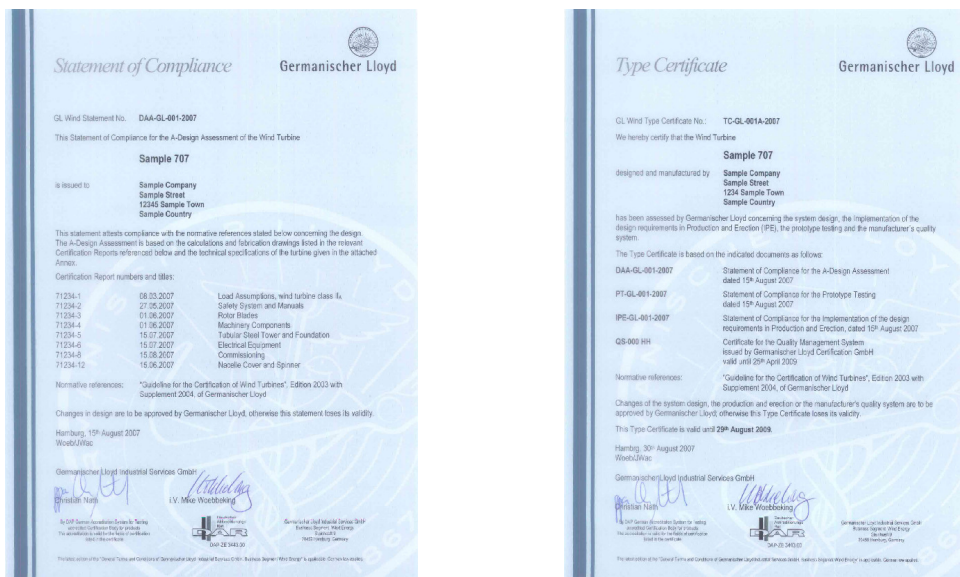 Statement of Compliance
Germanischer Lloyd
GL Wind Statement No. DAA-GL-001-2007
This Statement of Compliance for the A-Design Assessment of the Wind Turbine
Sample 707
is issued to Sample Company
Sample Street
12345 Sample Town
Sample Country
This statement attests compliance with the normative references stated below concerning the design.
The A-Design Assessment is based on the calculations and fabrication drawings listed in the relevant
Certification Reports referenced below and the technical specifications of the turbine given in the attached
Annex.
Certification Report numbers and titles:
71234-1 08.03.2007 Load Assumptions, wind turbine class
71234-2 27.05.2007 Safety System and Manuals
71234-3 01.06.2007 Rotor Blades
71234-4 01.06.2007 Machinery Components
71234-5 15.07.2007 Tubular Steel Tower and Foundation
71234-6 15.07.2007 Electrical Equipment
71234-8 15.08.2007 Commissioning
71234-12 15.06.2007 Nacelle Cover and Spinner
Normative references: "Guideline for the Certification of Wind Turbines", Edition 2003 with
Supplement 2004, of Germanischer Lloyd
Changes in design are to be approved by Germanischer Lloyd, otherwise this statement loses its validity.
Hamburg, 15th August 2007
Woeb/JWac
Germanischer Lloyd Industrial Services GmbH
Christian Nath i.V. Mike Woebbeking
Type Certificate
Germanischer Lloyd
GL Wind Type Certificate No.: TC-GL-001A-2007
We hereby certify that the Wind Turbine
Sample 707
designed and manufactured by Sample Company
Sample Street
1234 Sample Town
Sample Country
has been assessed by Germanischer Lloyd concerning the system design, the implementation of the
design requirements in Production and Erection (IPE), the prototype testing and the manufacturer's quality
system.
The Type Certificate is based on the indicated documents as follows:
DAA-GL-001-2007 Statement of Compliance for the A-Design Assessment
dated 15th August 2007
PT-GL-001-2007 Statement of Compliance for the Prototype Testing
dated 15th August 2007
IPE-GL-001-2007 Statement of Compliance for the Implementation of the design
requirements in Production and Erection, dated 15th August 2007
QS-000 HH Certificate for the Quality Management System
issued by Germanischer Lloyd Certification GmbH
valid until 25th April 2009
Normative references: "Guideline for the Certification of Wind Turbines", Edition 2003 with
Supplement 2004, of Germanischer Lloyd
Changes of the system design, the production and erection or the manufacturer's quality system are to be
approved by Germanischer Lloyd; otherwise this Type Certificate loses its validity.
This Type Certificate is valid until 29th August 2009.
30th August 2007
Woeb/JWac
Germanischer Lloyd Industrial Services GmbH
Christian Nath i.V. Mike Woebbeking